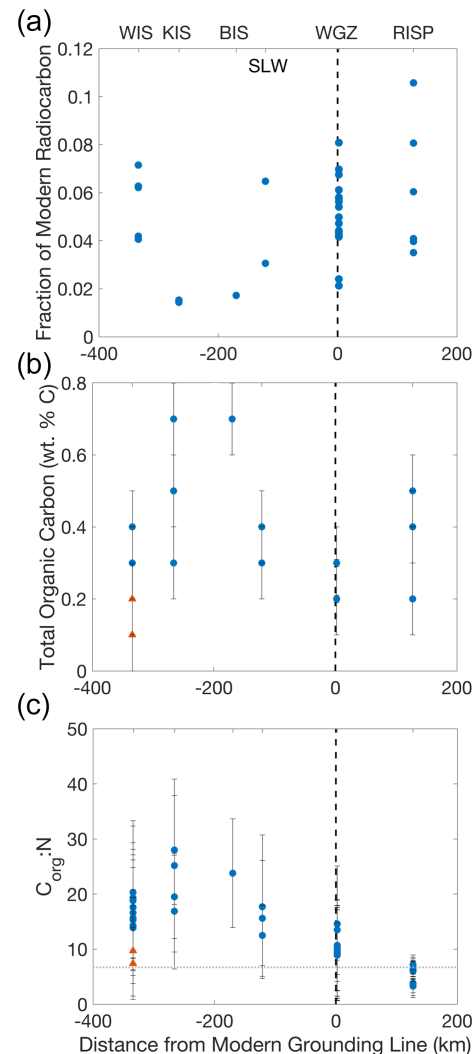 (a)
WIS KIS BIS WGZ RISP
SLW
0.12
0.1
0.08
0.06
0.04
0.02
0
Fraction of Modern Radiocarbon
-400 -200 0 200
(b)
0.8
0.6
0.4
0.2
0
Total Organic Carbon (wt. % C)
-400 -200 0 200
(c)
50
40
30
20
10
0
Corg:N
-400 -200 0 200
Distance from Modern Grounding Line (km)